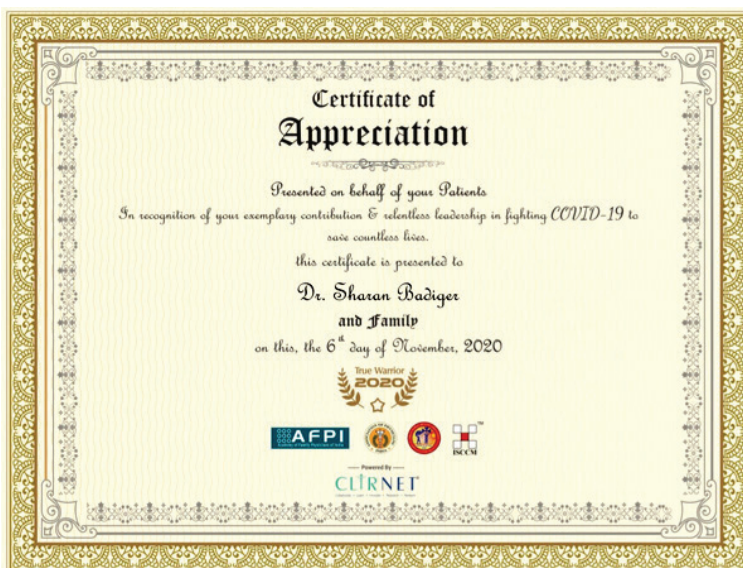 Certificate of
Appreciation
Presented on behalf of your Patients
In recognition of your exemplary contribution & relentless leadership in fighting COVID-19 to
save countless lives.
this certificate is presented to
Dr. Sharan Badiger
and Family
on this, the 6th day of November, 2020
True Warrior
2020
AFPI
ISCCM
TM
Powered By
CLIRNET